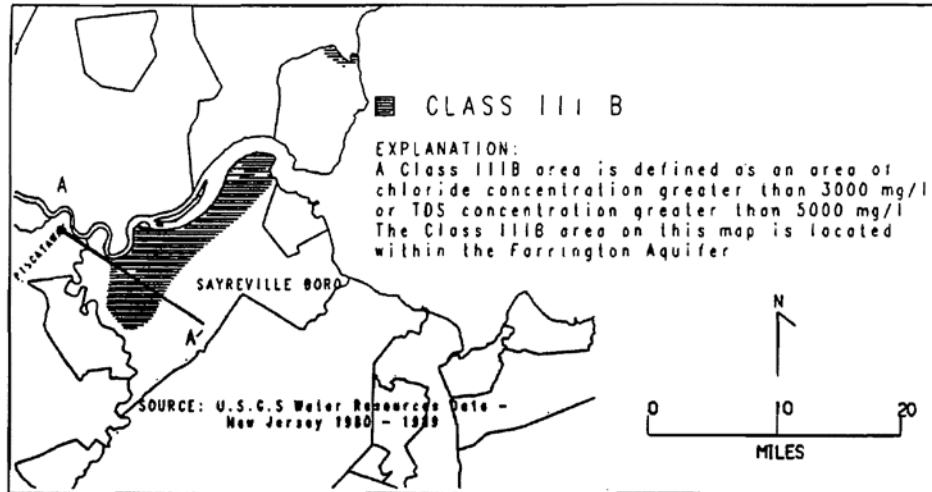 CLASS III B
EXPLANATION:
A Class IIIB area is defined as an area of
chloride concentration greater than 3000 mg/l
or TDS concentration greater than 5000 mg/l
The Class IIIB area on this map is located
within the Farrington Aquifer
A
SAYREVILLE BORO
A-
N
SOURCE: U.S.G.S Water Resources Data -
New Jersey 1980 - 1989
0 10 20
MILES